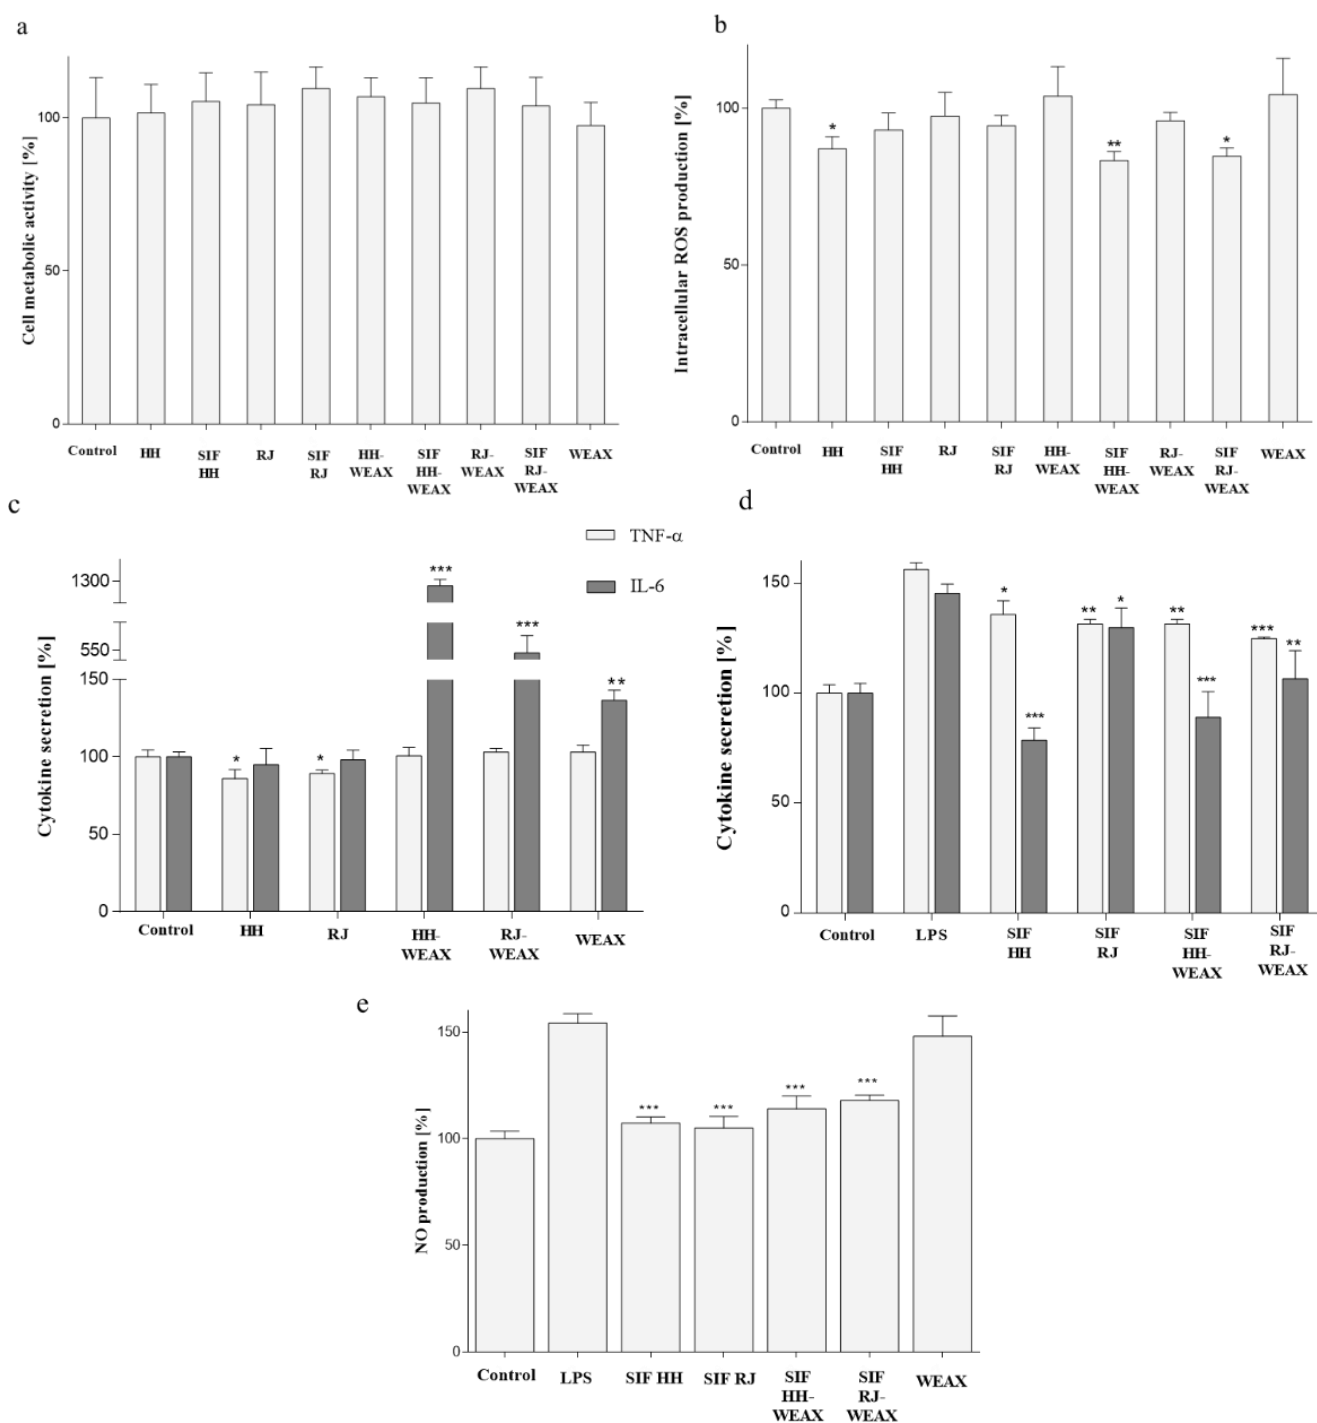 a
Cell metabolic activity [%]
100
50
0
Control
HH
SIF
HH
RJ
SIF
RJ
HH-
WEAX
SIF
HH-
WEAX
RJ-
WEAX
SIF
RJ-
WEAX
WEAX
b
Intracellular ROS production [%]
100
50
0
*
**
*
Control
HH
SIF
HH
RJ
SIF
RJ
HH-
WEAX
SIF
HH-
WEAX
RJ-
WEAX
SIF
RJ-
WEAX
WEAX
c
TNF-α
IL-6
Cytokine secretion [%]
1300
550
150
100
50
0
*
*
***
***
**
Control
HH
RJ
HH-
WEAX
RJ-
WEAX
WEAX
d
Cytokine secretion [%]
150
100
50
0
*
***
**
*
**
***
***
**
Control
LPS
SIF
HH
SIF
RJ
SIF
HH-
WEAX
SIF
RJ-
WEAX
e
NO production [%]
150
100
50
0
***
***
***
***
Control
LPS
SIF HH
SIF RJ
SIF
HH-
WEAX
SIF
RJ-
WEAX
WEAX